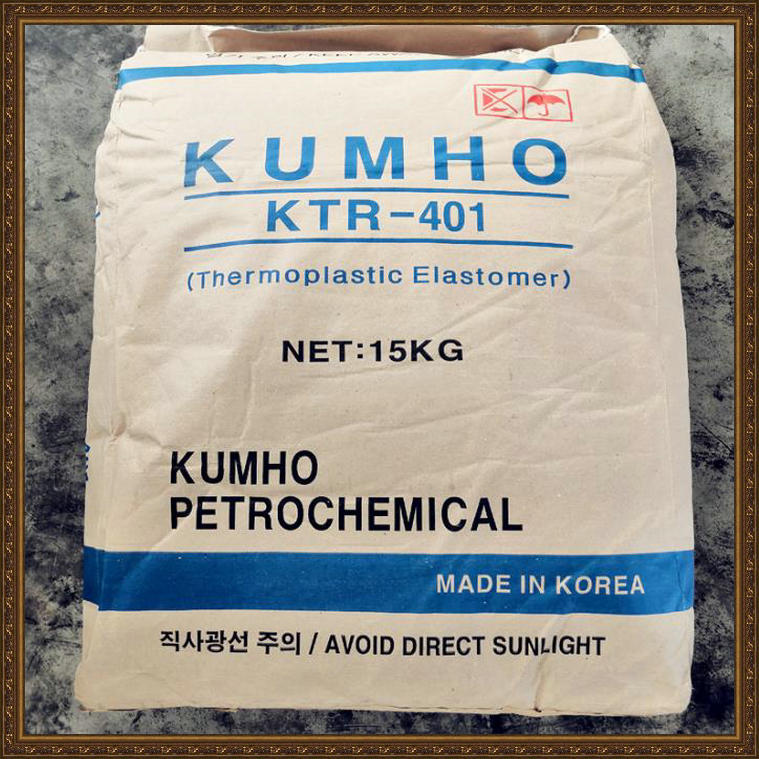 KUMHO
KTR-401
(Thermoplastic Elastomer)
NET:15KG
KUMHO
PETROCHEMICAL
MADE IN KOREA
직사광선 주의 / AVOID DIRECT SUNLIGHT